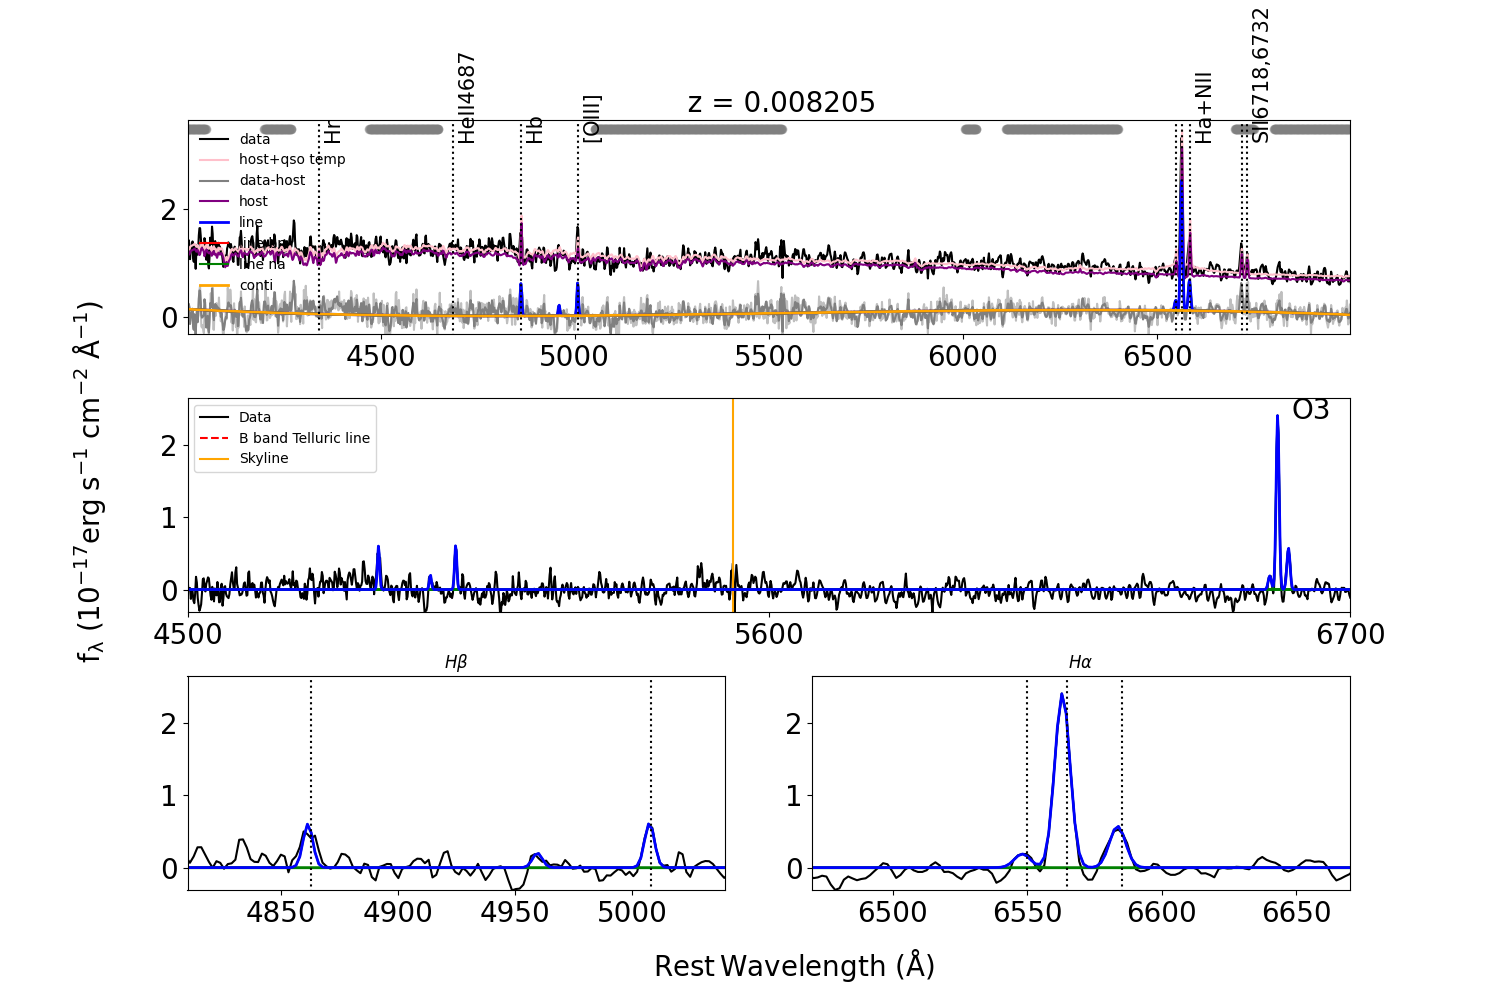 z = 0.008205
Hr
HeII4687
Hb
[OIII]
Ha+NII
SII6718,6732
data
host+qso temp
data-host
host
line
line na
conti
2
0
4500 5000 5500 6000 6500
fλ (10⁻¹⁷erg s⁻¹ cm⁻² Å⁻¹)
Data
B band Telluric line
Skyline
O3
2
1
0
4500 5600 6700
Hβ
2
1
0
4850 4900 4950 5000
Hα
2
1
0
6500 6550 6600 6650
Rest Wavelength (Å)